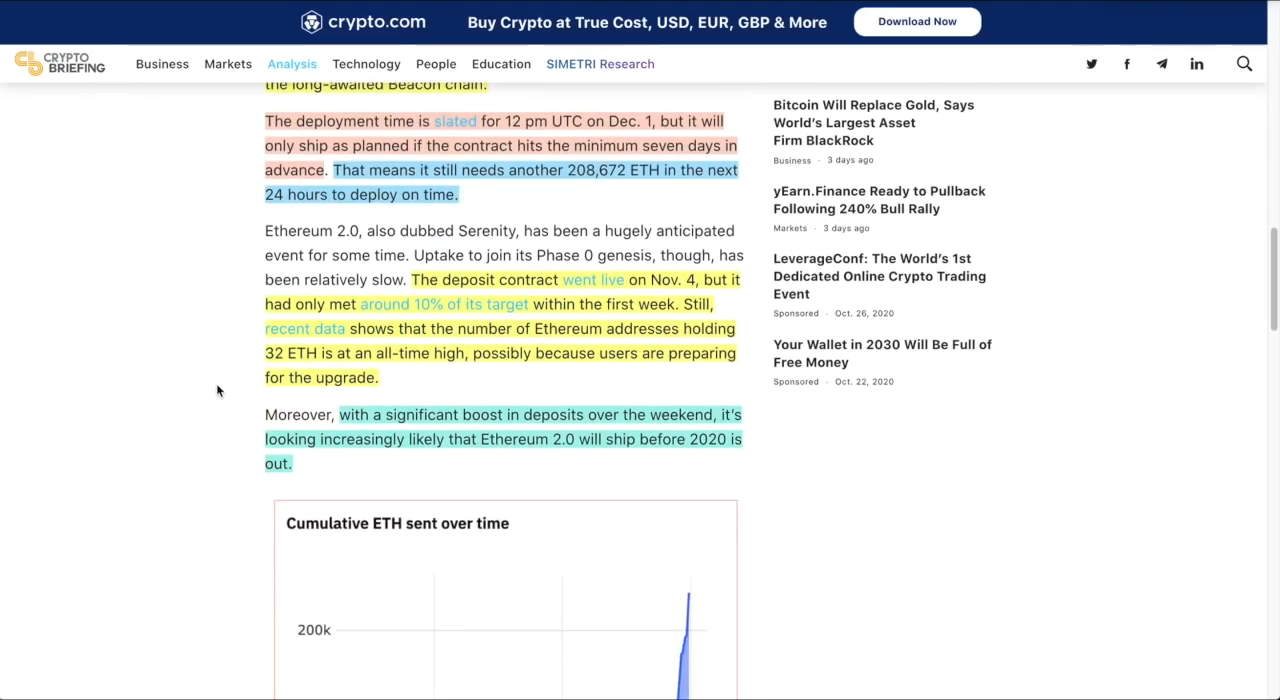 crypto.com
Buy Crypto at True Cost, USD, EUR, GBP & More
Download Now
CRYPTO
BRIEFING
Business
Markets
Analysis
Technology
People
Education
SIMETRI Research
the long-awaited Beacon chain.
The deployment time is slated for 12 pm UTC on Dec. 1, but it will
only ship as planned if the contract hits the minimum seven days in
advance. That means it still needs another 208,672 ETH in the next
24 hours to deploy on time.
Ethereum 2.0, also dubbed Serenity, has been a hugely anticipated
event for some time. Uptake to join its Phase 0 genesis, though, has
been relatively slow. The deposit contract went live on Nov. 4, but it
had only met around 10% of its target within the first week. Still,
recent data shows that the number of Ethereum addresses holding
32 ETH is at an all-time high, possibly because users are preparing
for the upgrade.
Moreover, with a significant boost in deposits over the weekend, it's
looking increasingly likely that Ethereum 2.0 will ship before 2020 is
out.
Cumulative ETH sent over time
200k
Bitcoin Will Replace Gold, Says
World's Largest Asset
Firm BlackRock
Business · 3 days ago
yEarn.Finance Ready to Pullback
Following 240% Bull Rally
Markets · 3 days ago
LeverageConf: The World's 1st
Dedicated Online Crypto Trading
Event
Sponsored · Oct. 26, 2020
Your Wallet in 2030 Will Be Full of
Free Money
Sponsored · Oct. 22, 2020